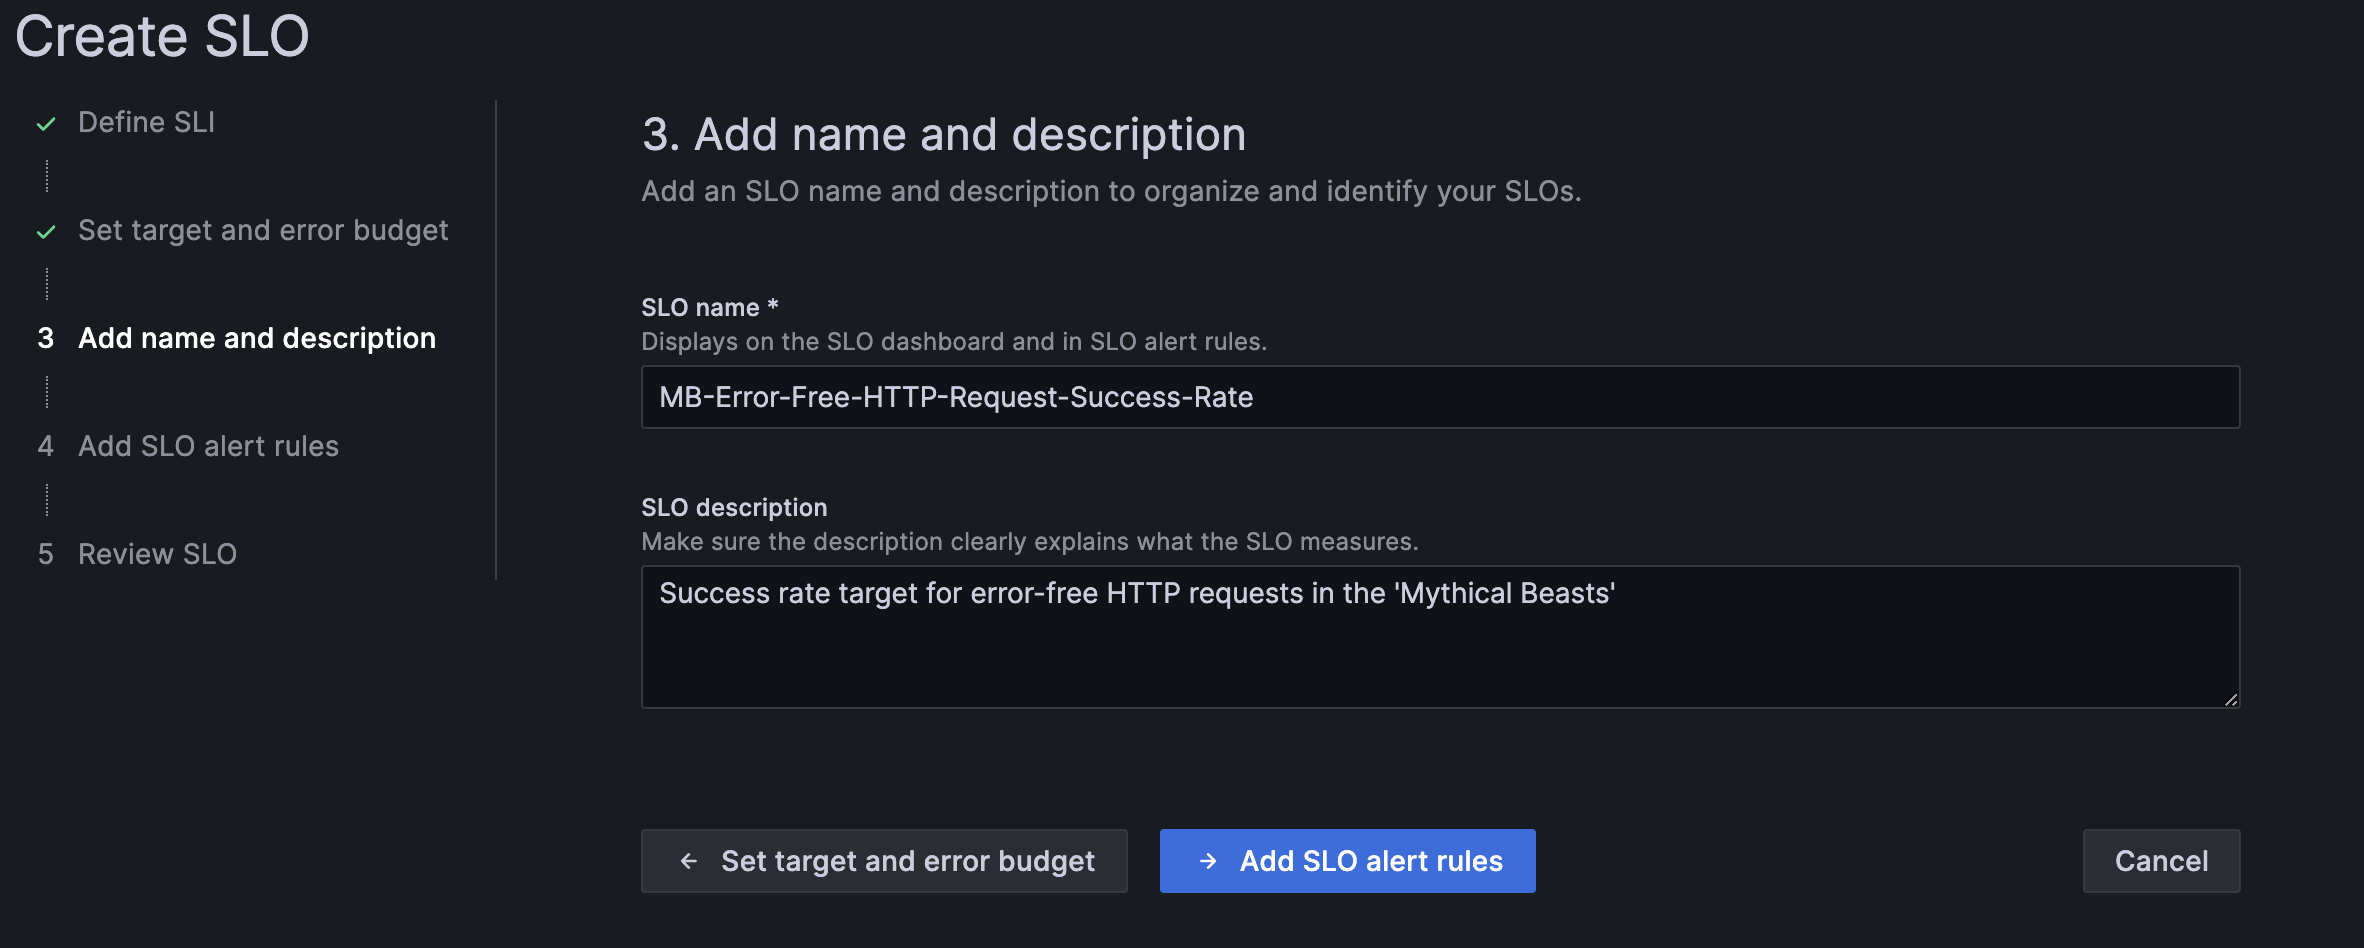 Create SLO
Define SLI
Set target and error budget
3 Add name and description
4 Add SLO alert rules
5 Review SLO
3. Add name and description
Add an SLO name and description to organize and identify your SLOs.
SLO name *
Displays on the SLO dashboard and in SLO alert rules.
MB-Error-Free-HTTP-Request-Success-Rate
SLO description
Make sure the description clearly explains what the SLO measures.
Success rate target for error-free HTTP requests in the 'Mythical Beasts'
← Set target and error budget
→ Add SLO alert rules
Cancel